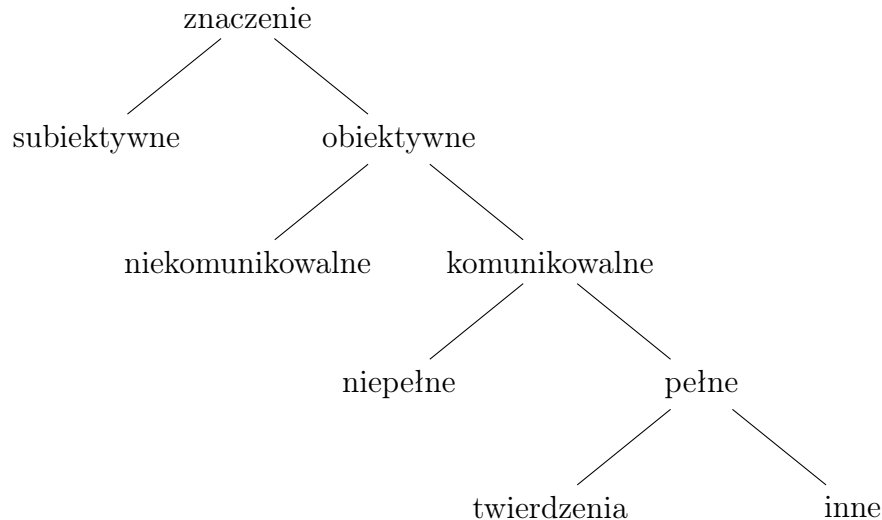 znaczenie
subiektywne obiektywne
niekomunikowalne komunikowalne
niepełne pełne
twierdzenia inne